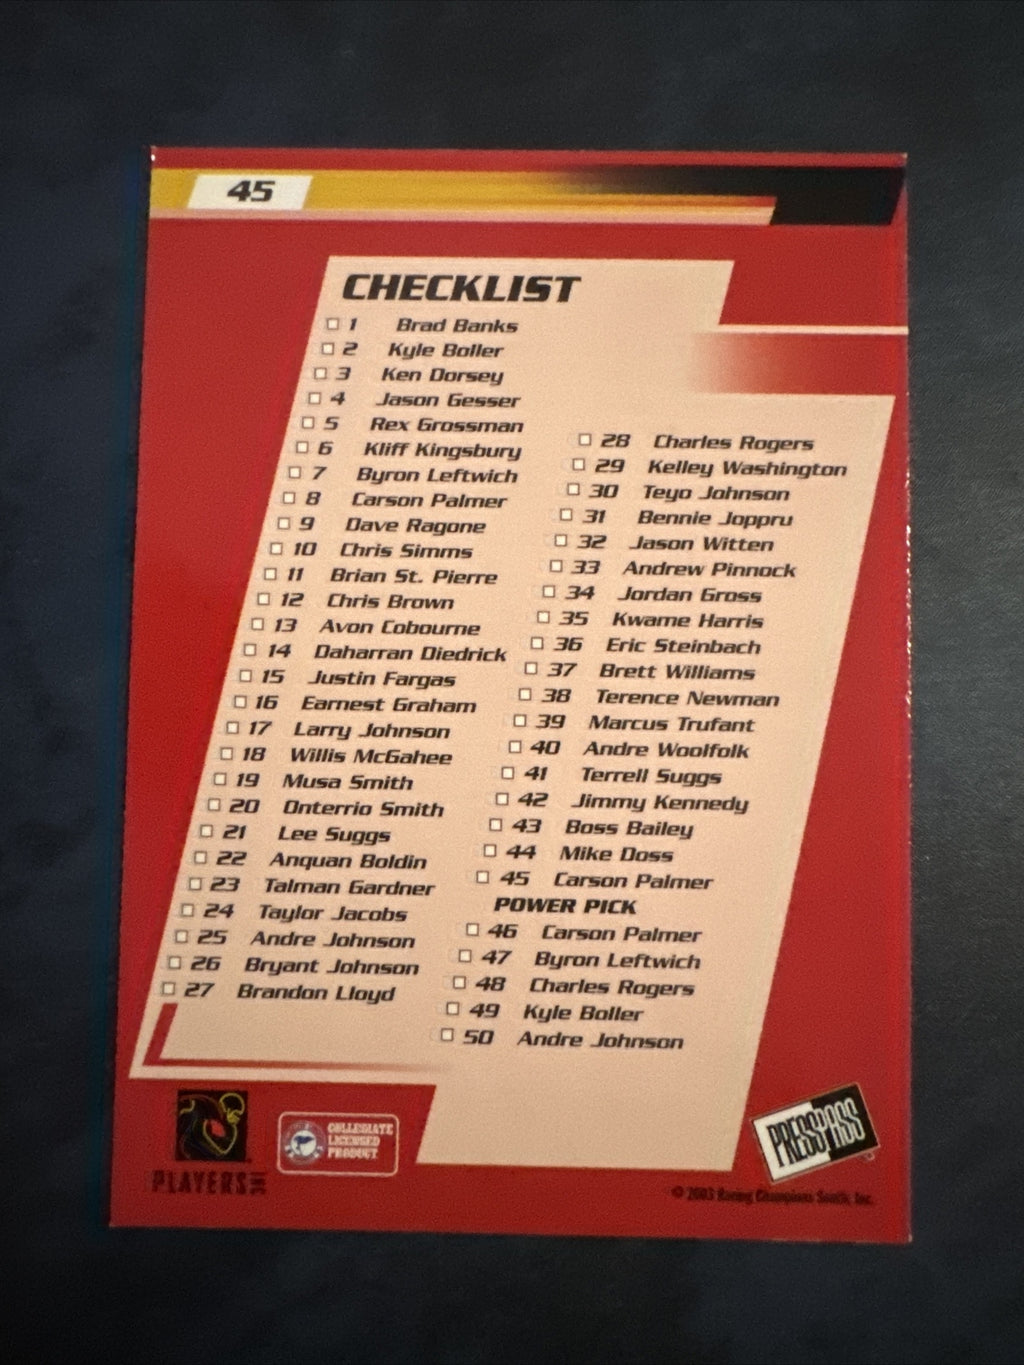 45
CHECKLIST
1 Brad Banks
2 Kyle Boller
3 Ken Dorsey
4 Jason Gesser
5 Rex Grossman
6 Kliff Kingsbury
7 Byron Leftwich
8 Carson Palmer
9 Dave Ragone
10 Chris Simms
11 Brian St. Pierre
12 Chris Brown
13 Avon Cobourne
14 Daharran Diedrick
15 Justin Fargas
16 Earnest Graham
17 Larry Johnson
18 Willis McGahee
19 Musa Smith
20 Onterrio Smith
21 Lee Suggs
22 Anquan Boldin
23 Talman Gardner
24 Taylor Jacobs
25 Andre Johnson
26 Bryant Johnson
27 Brandon Lloyd
28 Charles Rogers
29 Kelley Washington
30 Teyo Johnson
31 Bennie Joppru
32 Jason Witten
33 Andrew Pinnock
34 Jordan Gross
35 Kwame Harris
36 Eric Steinbach
37 Brett Williams
38 Terence Newman
39 Marcus Trufant
40 Andre Woolfolk
41 Terrell Suggs
42 Jimmy Kennedy
43 Boss Bailey
44 Mike Doss
45 Carson Palmer
POWER PICK
46 Carson Palmer
47 Byron Leftwich
48 Charles Rogers
49 Kyle Boller
50 Andre Johnson
PLAYERS INC
COLLEGIATE
LICENSED
PRODUCT
PRESS PASS
© 2003 Racing Champions South, Inc.